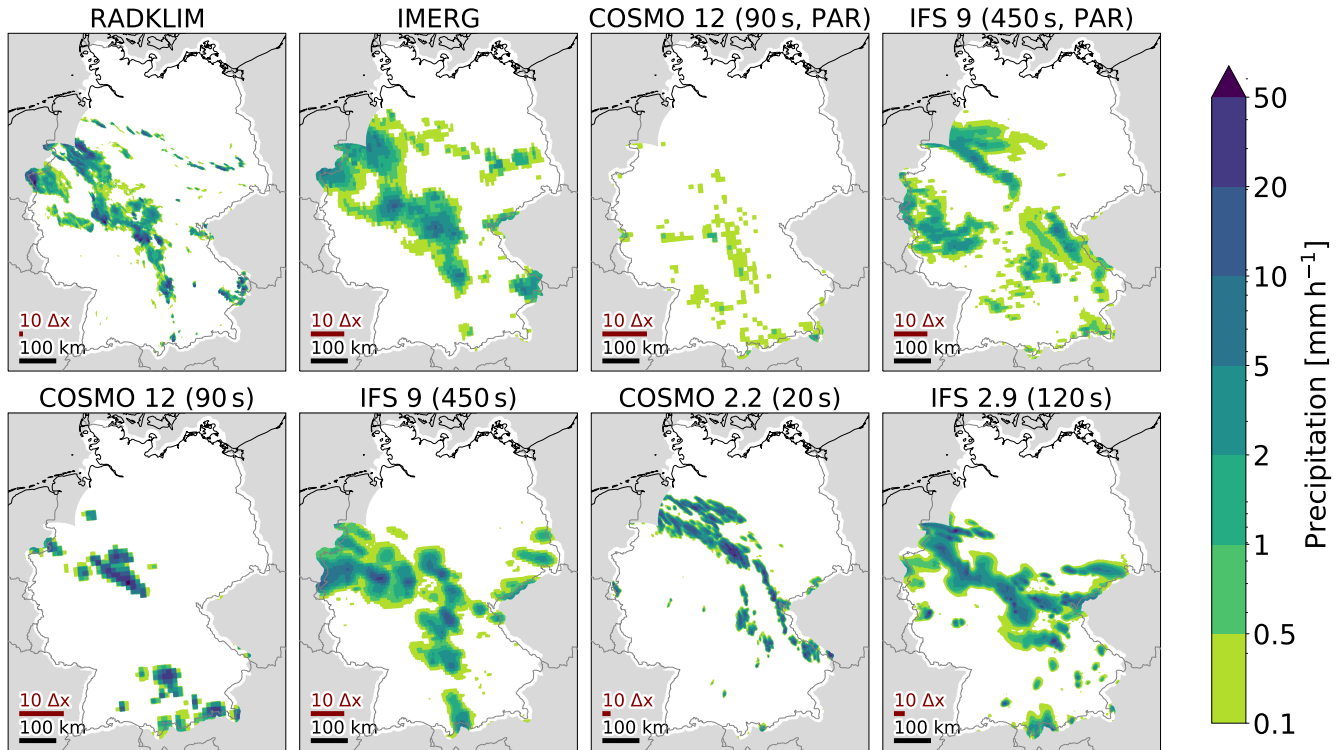 RADKLIM
IMERG
COSMO 12 (90 s, PAR)
IFS 9 (450 s, PAR)
10 Δx
100 km
10 Δx
100 km
10 Δx
100 km
10 Δx
100 km
COSMO 12 (90 s)
IFS 9 (450 s)
COSMO 2.2 (20 s)
IFS 2.9 (120 s)
10 Δx
100 km
10 Δx
100 km
10 Δx
100 km
10 Δx
100 km
50
20
10
5
2
1
0.5
0.1
Precipitation [mm h⁻¹]